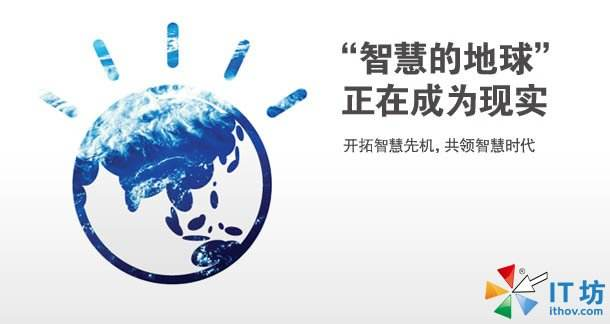 “智慧的地球”
正在成为现实
开拓智慧先机，共领智慧时代
®
IT坊
ithov.com